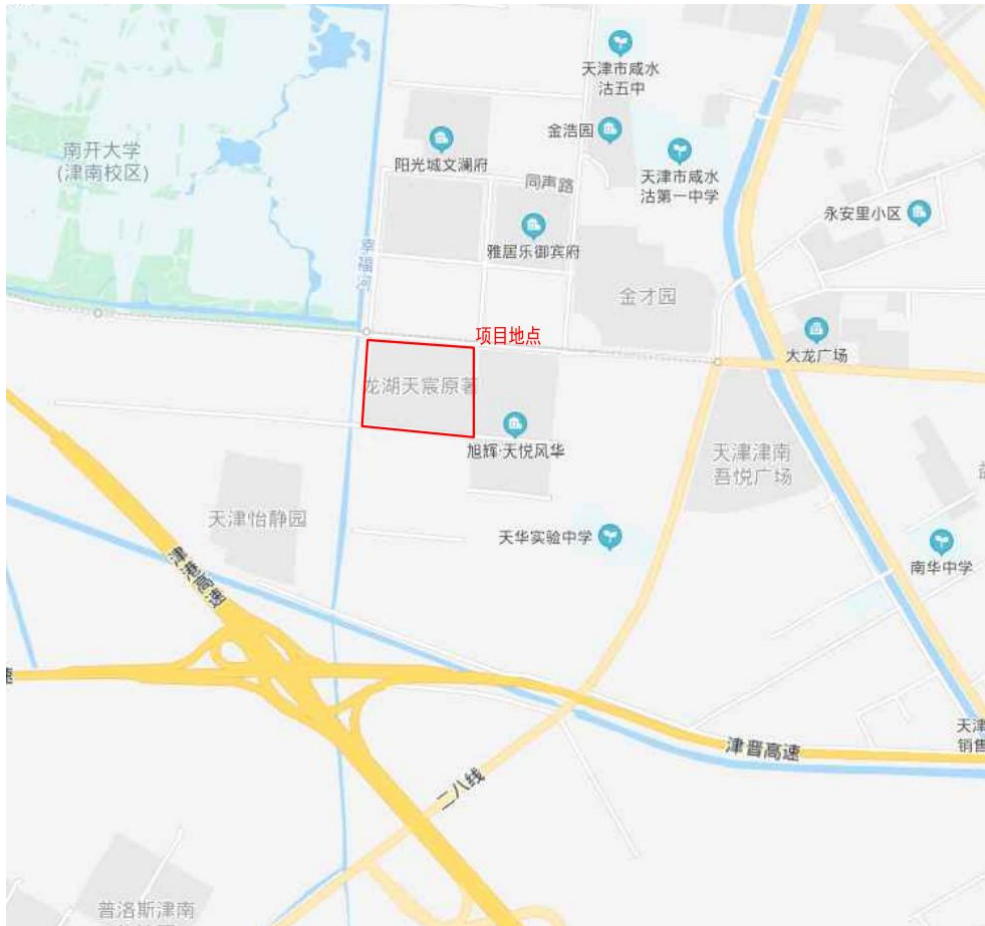 天津市咸水
沽五中
金浩园
南开大学
(津南校区)
阳光城文澜府
同声路
天津市咸水
沽第一中学
永安里小区
雅居乐御宾府
幸福河
金才园
项目地点
大龙广场
龙湖天宸原著
旭辉·天悦风华
天津津南
吾悦广场
天津怡静园
天华实验中学
南华中学
津港高速
速
天津
销售
津晋高速
二八线
普洛斯津南